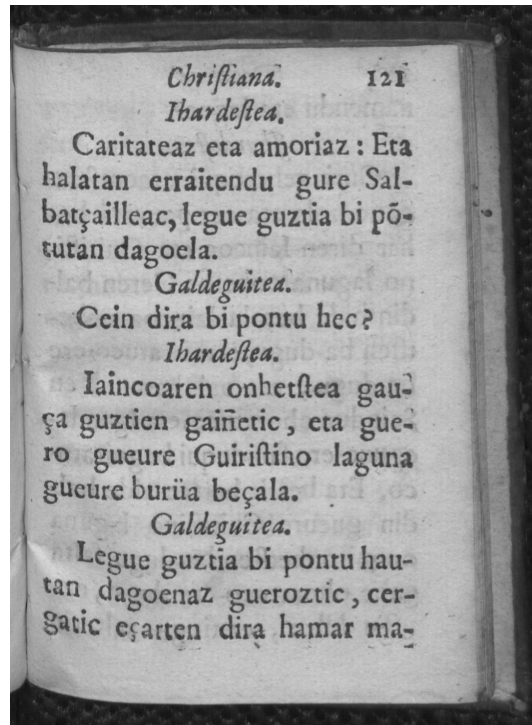 Chriſtiana. 121
Ihardeſtea.
Caritateaz eta amoriaz : Eta
halatan erraitendu gure Sal-
batçailleac, legue guztia bi põ-
tutan dagoela.
Galdeguitea.
Cein dira bi pontu hec?
Ihardeſtea.
Iaincoaren onhetſtea gau-
ça guztien gaiñetic, eta gue-
ro gueure Guiriſtino laguna
gueure burüa beçala.
Galdeguitea.
Legue guztia bi pontu hau-
tan dagoenaz gueroztic, cer-
gatic eçarten dira hamar ma-